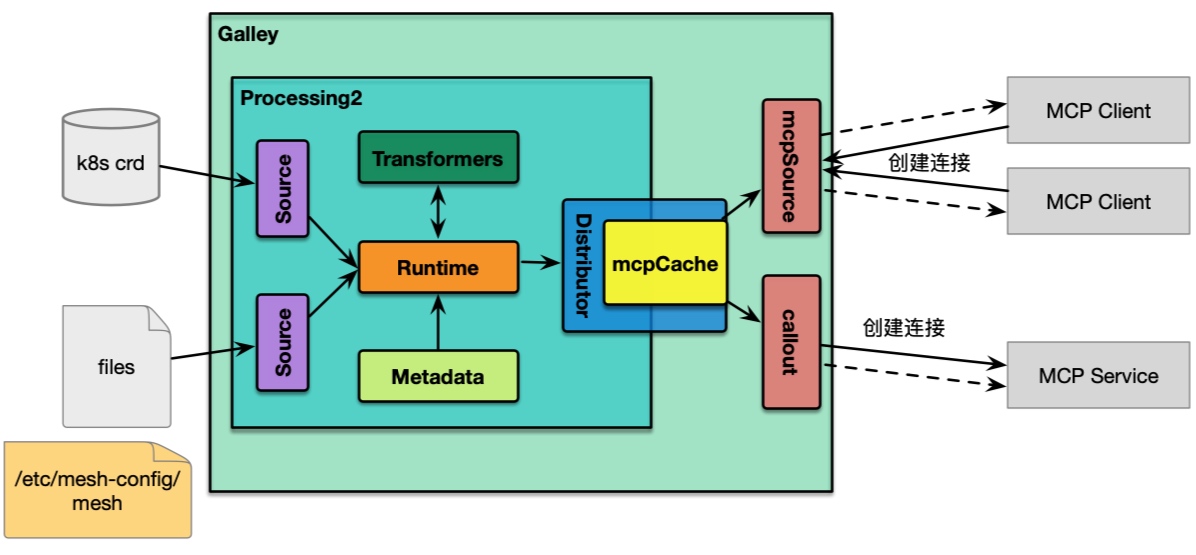 Galley
Processing2
k8s crd
files
/etc/mesh-config/
mesh
Source
Source
Transformers
Runtime
Metadata
Distributor
mcpCache
mcpSource
callout
MCP Client
创建连接
MCP Client
创建连接
MCP Service